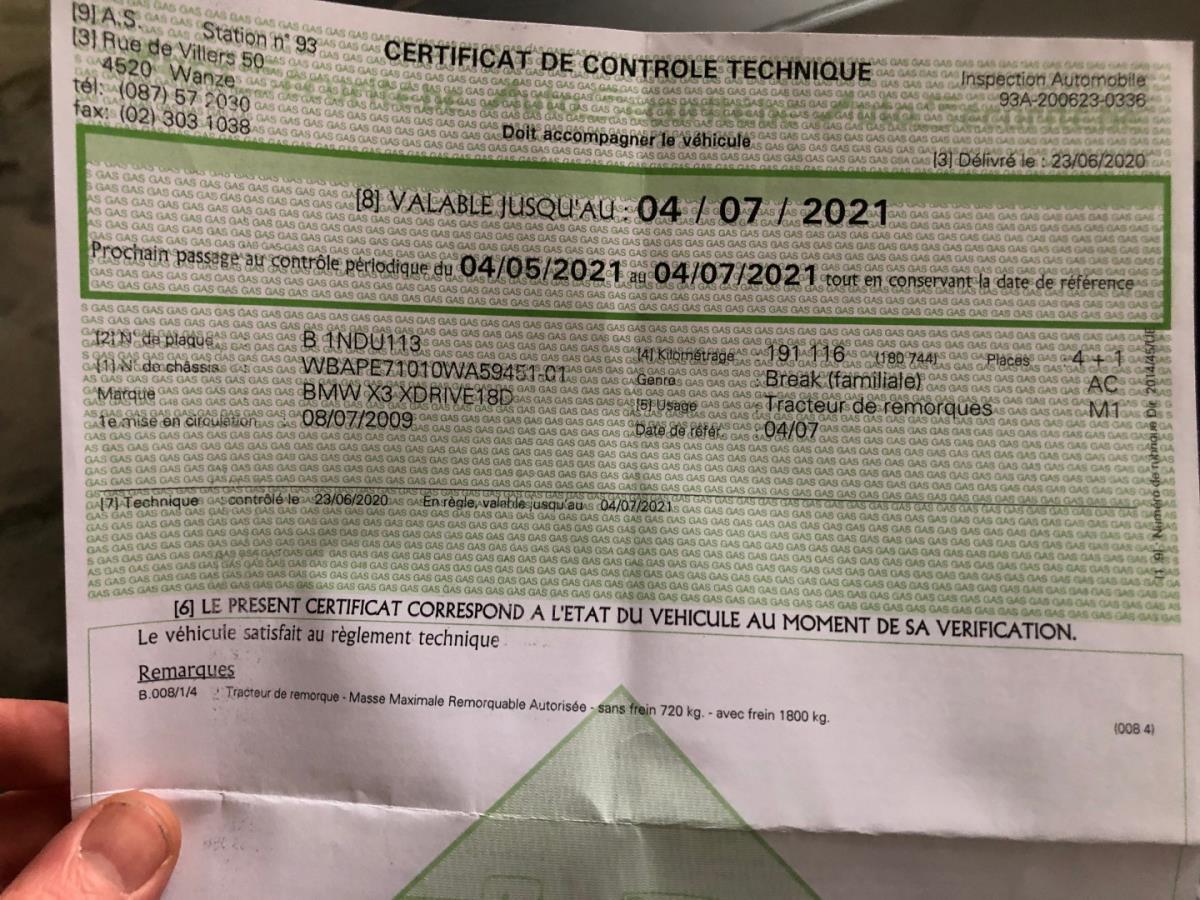 [9] A.S. Station n° 93
[3] Rue de Villers 50
4520 Wanze
tél: (087) 57 2030
fax: (02) 303 1038
CERTIFICAT DE CONTROLE TECHNIQUE
Doit accompagner le véhicule
Inspection Automobile
93A-200623-0336
[3] Délivré le : 23/06/2020
[8] VALABLE JUSQU'AU : 04 / 07 / 2021
Prochain passage au contrôle périodique du 04/05/2021 au 04/07/2021 tout en conservant la date de référence
[2] N° de plaque : B 1NDU113
[1] N° de châssis : WBAPE71010WA59451-01
Marque : BMW X3 XDRIVE18D
1e mise en circulation : 08/07/2009
[4] Kilométrage : 191 116 (180 744) Places 4 + 1
Genre : Break (familiale) AC
[5] Usage : Tracteur de remorques M1
Date de référ. : 04/07
[7] Technique : contrôlé le 23/06/2020 En règle, valable jusqu'au 04/07/2021
[6] LE PRESENT CERTIFICAT CORRESPOND A L'ETAT DU VEHICULE AU MOMENT DE SA VERIFICATION.
Le véhicule satisfait au règlement technique
Remarques
B.008/1/4 : Tracteur de remorque - Masse Maximale Remorquable Autorisée - sans frein 720 kg. - avec frein 1800 kg.
(008 4)